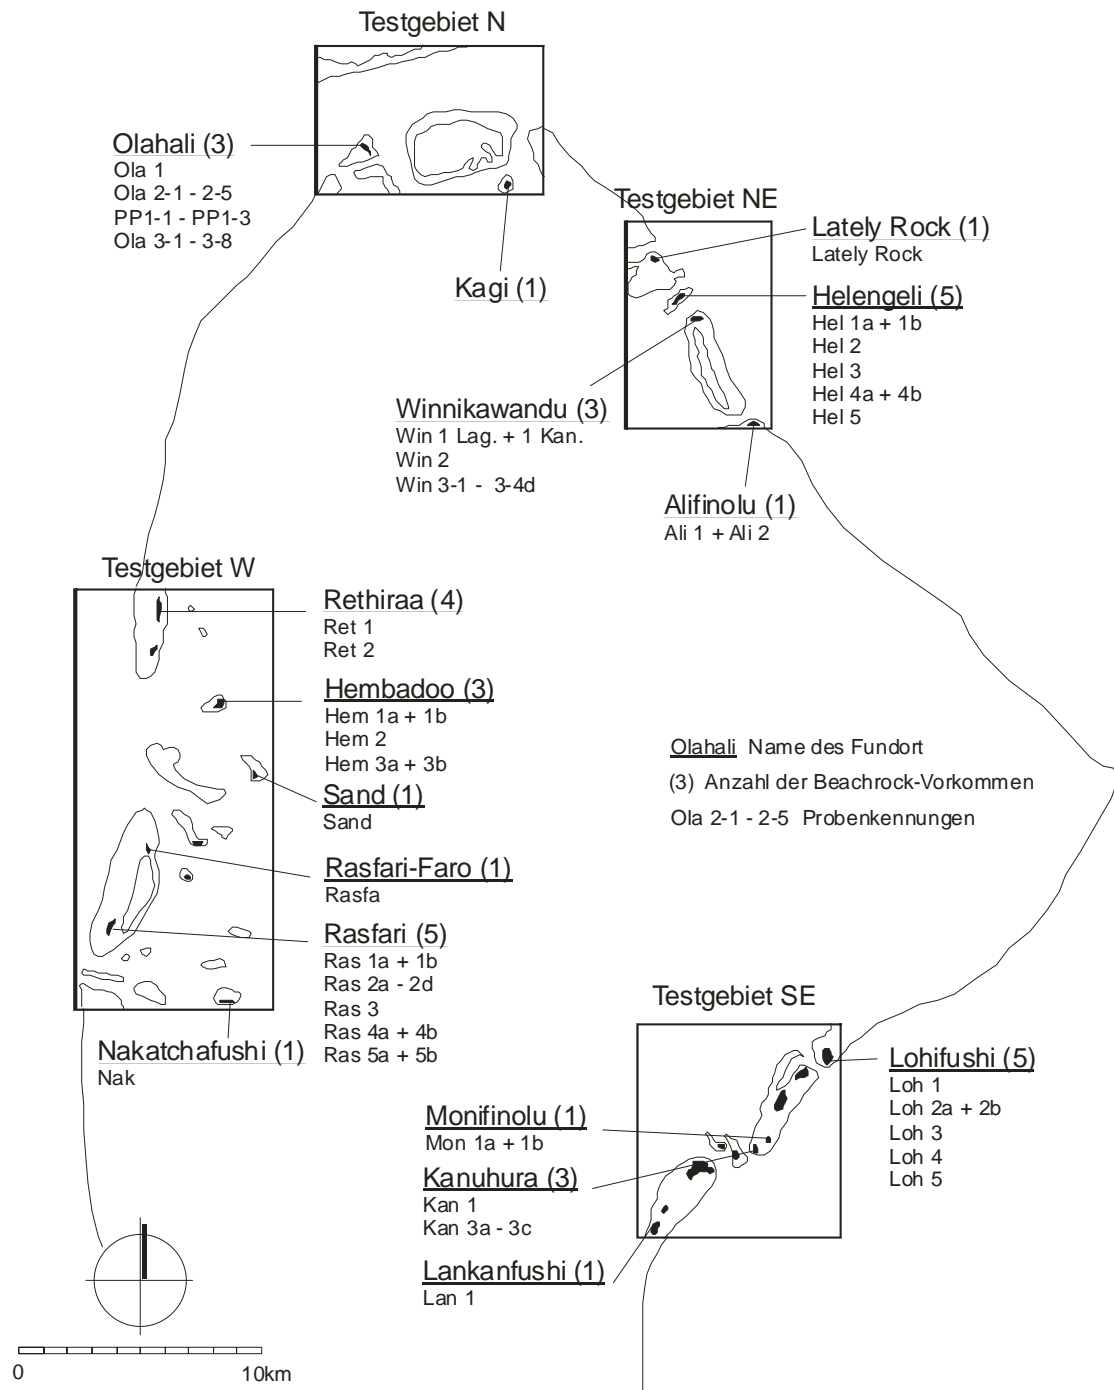 Testgebiet N
Olahali (3)
Ola 1
Ola 2-1 - 2-5
PP1-1 - PP1-3
Ola 3-1 - 3-8
Kagi (1)
Testgebiet NE
Lately Rock (1)
Lately Rock
Helengeli (5)
Hel 1a + 1b
Hel 2
Hel 3
Hel 4a + 4b
Hel 5
Winnikawandu (3)
Win 1 Lag. + 1 Kan.
Win 2
Win 3-1 - 3-4d
Alifinolu (1)
Ali 1 + Ali 2
Testgebiet W
Rethiraa (4)
Ret 1
Ret 2
Hembadoo (3)
Hem 1a + 1b
Hem 2
Hem 3a + 3b
Sand (1)
Sand
Rasfari-Faro (1)
Rasfa
Rasfari (5)
Ras 1a + 1b
Ras 2a - 2d
Ras 3
Ras 4a + 4b
Ras 5a + 5b
Nakatchafushi (1)
Nak
Olahali Name des Fundort
(3) Anzahl der Beachrock-Vorkommen
Ola 2-1 - 2-5 Probenkennungen
Testgebiet SE
Lohifushi (5)
Loh 1
Loh 2a + 2b
Loh 3
Loh 4
Loh 5
Monifinolu (1)
Mon 1a + 1b
Kanuhura (3)
Kan 1
Kan 3a - 3c
Lankanfushi (1)
Lan 1
0 10km